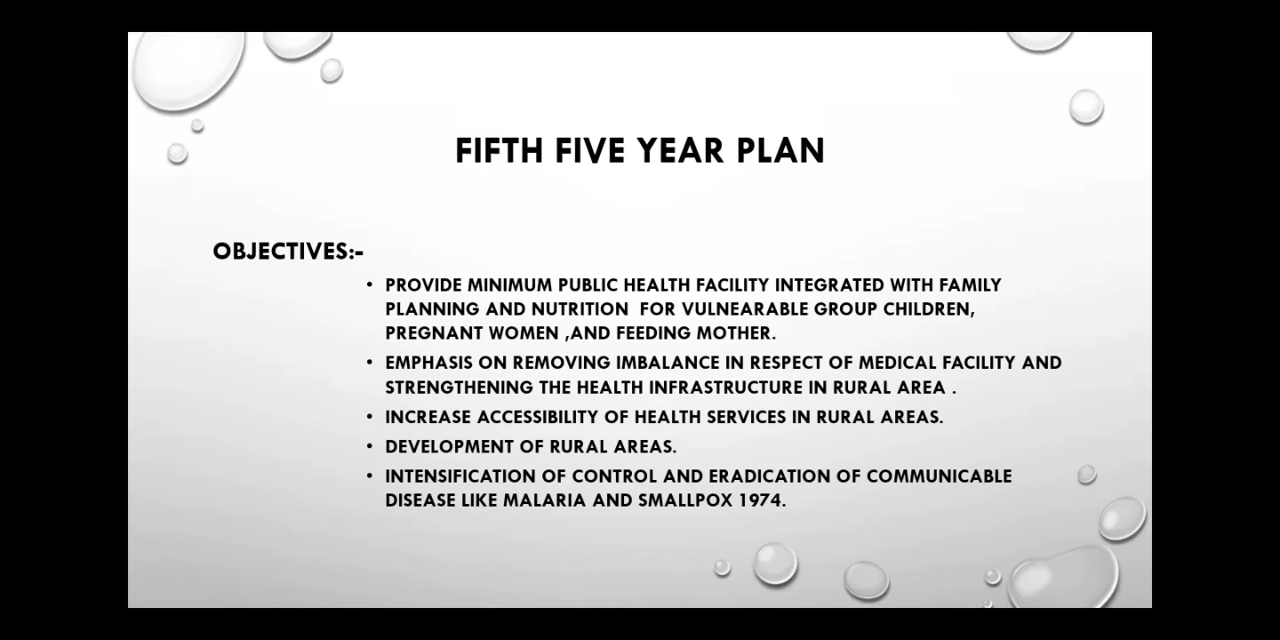 FIFTH FIVE YEAR PLAN
OBJECTIVES:-
• PROVIDE MINIMUM PUBLIC HEALTH FACILITY INTEGRATED WITH FAMILY
PLANNING AND NUTRITION FOR VULNEARABLE GROUP CHILDREN,
PREGNANT WOMEN ,AND FEEDING MOTHER.
• EMPHASIS ON REMOVING IMBALANCE IN RESPECT OF MEDICAL FACILITY AND
STRENGTHENING THE HEALTH INFRASTRUCTURE IN RURAL AREA .
• INCREASE ACCESSIBILITY OF HEALTH SERVICES IN RURAL AREAS.
• DEVELOPMENT OF RURAL AREAS.
• INTENSIFICATION OF CONTROL AND ERADICATION OF COMMUNICABLE
DISEASE LIKE MALARIA AND SMALLPOX 1974.